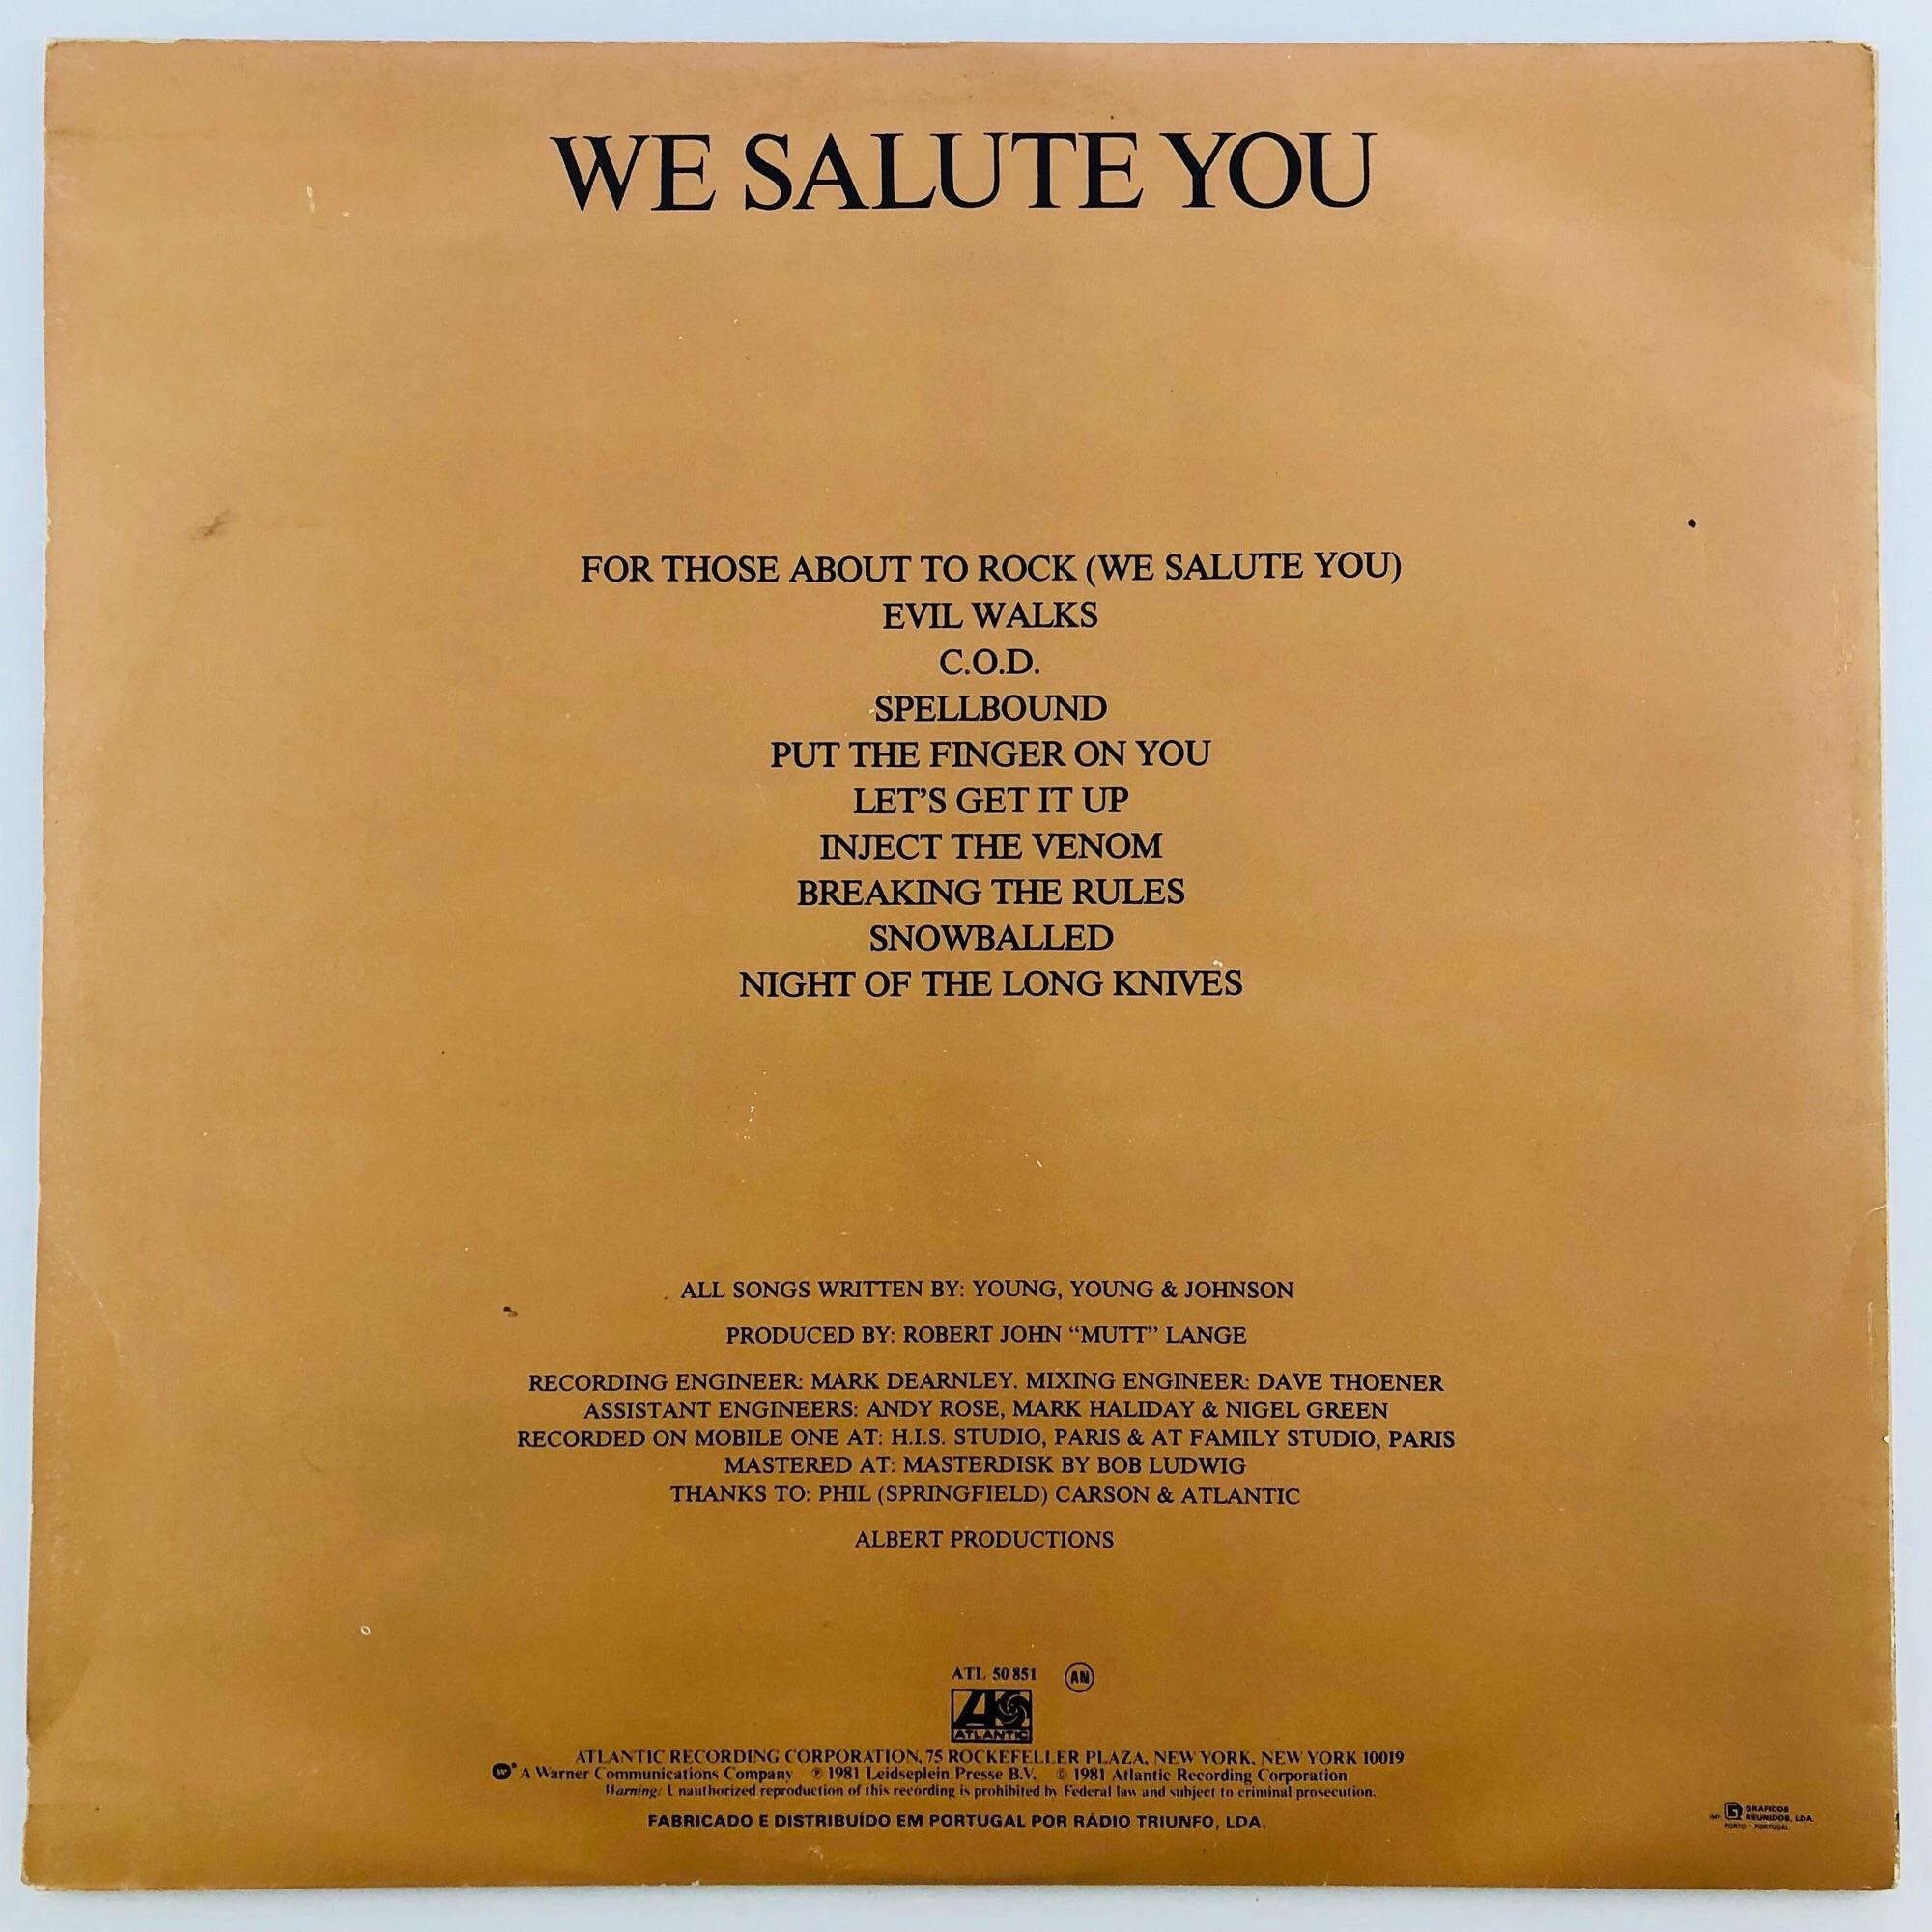 WE SALUTE YOU
FOR THOSE ABOUT TO ROCK (WE SALUTE YOU)
EVIL WALKS
C.O.D.
SPELLBOUND
PUT THE FINGER ON YOU
LET'S GET IT UP
INJECT THE VENOM
BREAKING THE RULES
SNOWBALLED
NIGHT OF THE LONG KNIVES
ALL SONGS WRITTEN BY: YOUNG, YOUNG & JOHNSON
PRODUCED BY: ROBERT JOHN “MUTT” LANGE
RECORDING ENGINEER: MARK DEARNLEY. MIXING ENGINEER: DAVE THOENER
ASSISTANT ENGINEERS: ANDY ROSE, MARK HALIDAY & NIGEL GREEN
RECORDED ON MOBILE ONE AT: H.I.S. STUDIO, PARIS & AT FAMILY STUDIO, PARIS
MASTERED AT: MASTERDISK BY BOB LUDWIG
THANKS TO: PHIL (SPRINGFIELD) CARSON & ATLANTIC
ALBERT PRODUCTIONS
ATL 50 851 AN
ATLANTIC
ATLANTIC RECORDING CORPORATION, 75 ROCKEFELLER PLAZA, NEW YORK, NEW YORK 10019
A Warner Communications Company ℗ 1981 Leidseplein Presse B.V. © 1981 Atlantic Recording Corporation
Warning: Unauthorized reproduction of this recording is prohibited by Federal law and subject to criminal prosecution.
FABRICADO E DISTRIBUÍDO EM PORTUGAL POR RÁDIO TRIUNFO, LDA.
GRAFICOS
REUNIDOS, LDA.
PORTO - PORTUGAL